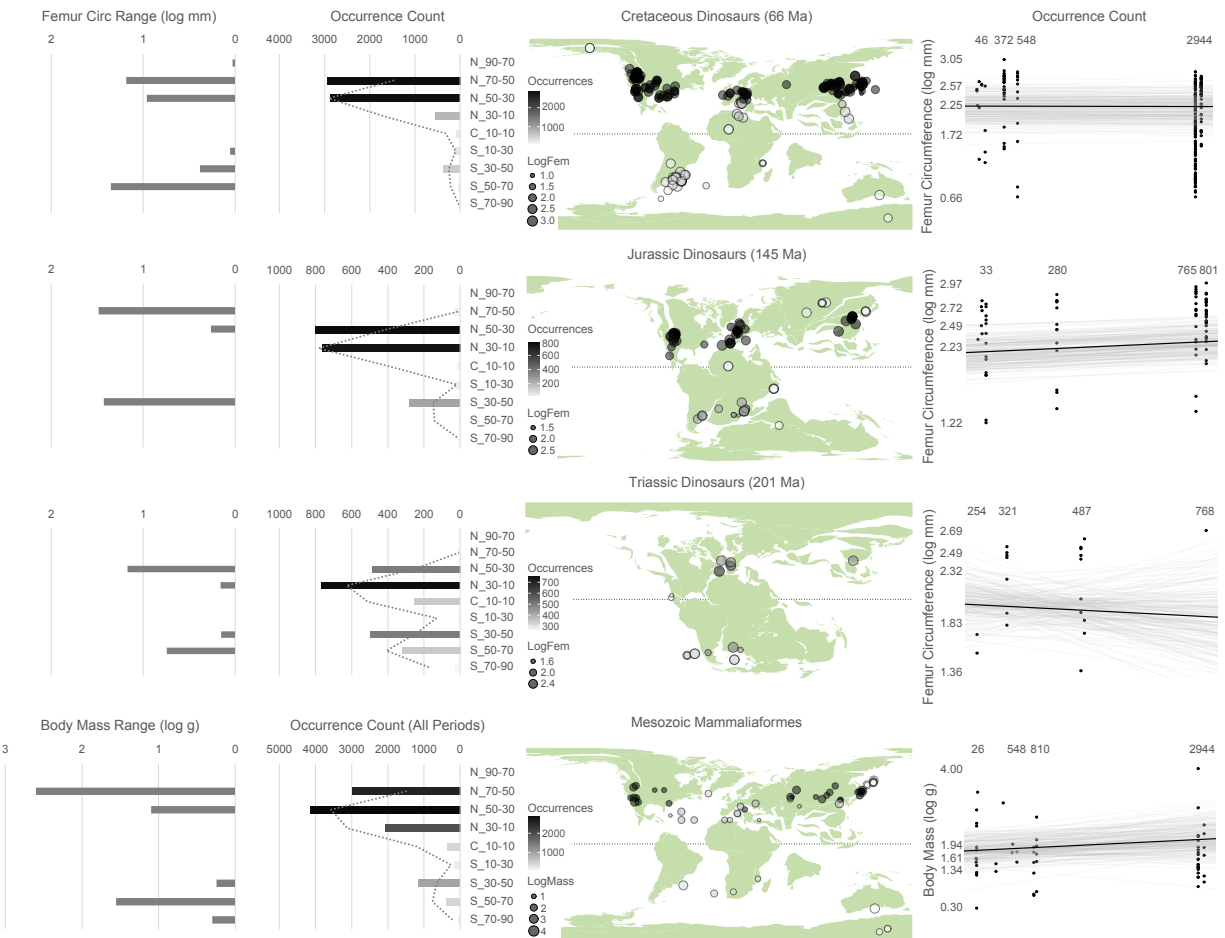 Femur Circ Range (log mm)
Occurrence Count
Cretaceous Dinosaurs (66 Ma)
Occurrence Count
2 1 0
4000 3000 2000 1000 0
46 372 548 2944
N_90-70
N_70-50
N_50-30
N_30-10
C_10-10
S_10-30
S_30-50
S_50-70
S_70-90
Occurrences
2000
1000
LogFem
1.0
1.5
2.0
2.5
3.0
Femur Circumference (log mm)
3.05
2.57
2.25
1.72
0.66
Jurassic Dinosaurs (145 Ma)
2 1 0
1000 800 600 400 200 0
33 280 765 801
N_90-70
N_70-50
N_50-30
N_30-10
C_10-10
S_10-30
S_30-50
S_50-70
S_70-90
Occurrences
800
600
400
200
LogFem
1.5
2.0
2.5
Femur Circumference (log mm)
2.97
2.72
2.49
2.23
1.22
Triassic Dinosaurs (201 Ma)
2 1 0
1000 800 600 400 200 0
254 321 487 768
N_90-70
N_70-50
N_50-30
N_30-10
C_10-10
S_10-30
S_30-50
S_50-70
S_70-90
Occurrences
700
600
500
400
300
LogFem
1.6
2.0
2.4
Femur Circumference (log mm)
2.69
2.49
2.32
1.83
1.36
Body Mass Range (log g)
Occurrence Count (All Periods)
Mesozoic Mammaliaformes
3 2 1 0
5000 4000 3000 2000 1000 0
26 548 810 2944
N_90-70
N_70-50
N_50-30
N_30-10
C_10-10
S_10-30
S_30-50
S_50-70
S_70-90
Occurrences
2000
1000
LogMass
1
2
3
4
Body Mass (log g)
4.00
1.94
1.61
1.34
0.30